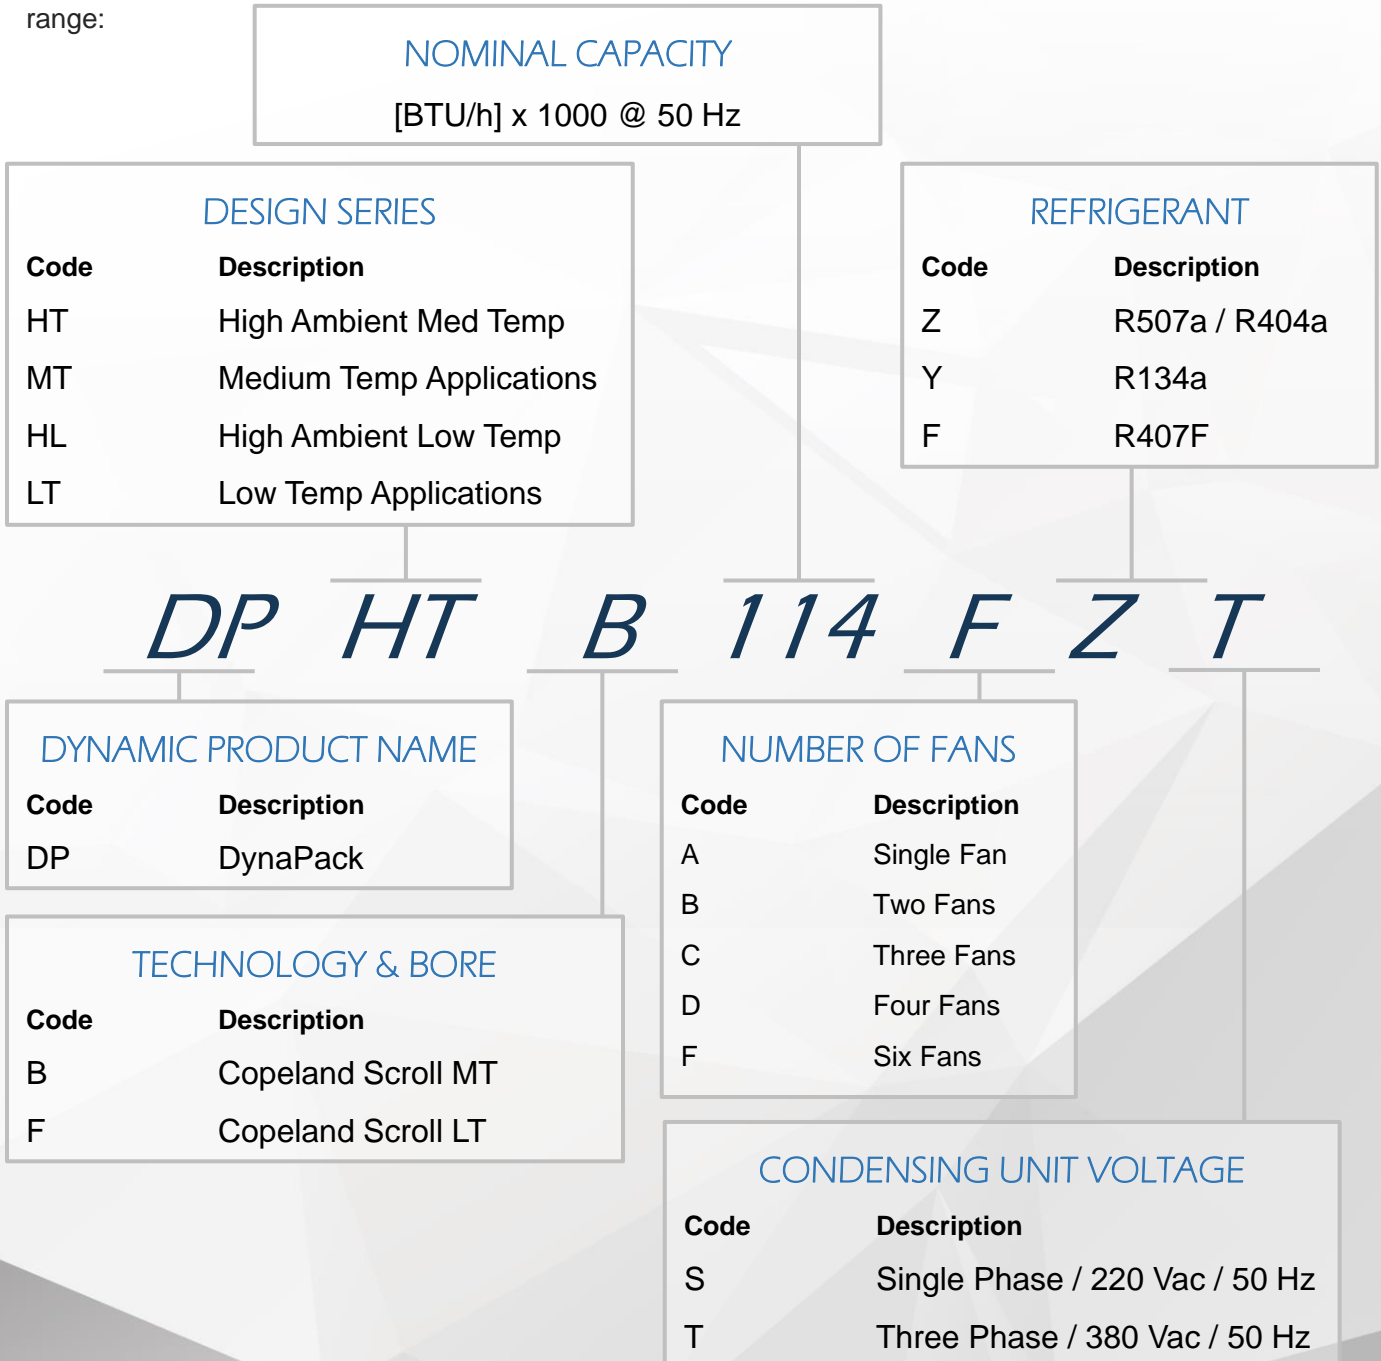 range:
NOMINAL CAPACITY
[BTU/h] x 1000 @ 50 Hz
DESIGN SERIES
Code Description
HT High Ambient Med Temp
MT Medium Temp Applications
HL High Ambient Low Temp
LT Low Temp Applications
REFRIGERANT
Code Description
Z R507a / R404a
Y R134a
F R407F
DP HT B 114 F Z T
DYNAMIC PRODUCT NAME
Code Description
DP DynaPack
TECHNOLOGY & BORE
Code Description
B Copeland Scroll MT
F Copeland Scroll LT
NUMBER OF FANS
Code Description
A Single Fan
B Two Fans
C Three Fans
D Four Fans
F Six Fans
CONDENSING UNIT VOLTAGE
Code Description
S Single Phase / 220 Vac / 50 Hz
T Three Phase / 380 Vac / 50 Hz